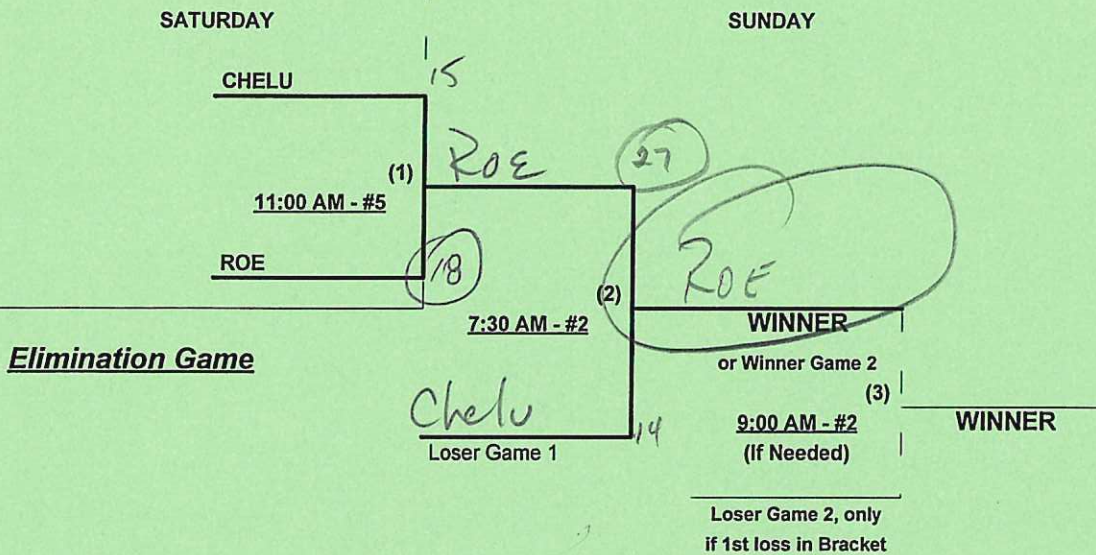 SATURDAY
SUNDAY
CHELU
15
(1)
ROE
27
11:00 AM - #5
ROE
18
(2)
ROE
7:30 AM - #2
WINNER
or Winner Game 2
Elimination Game
(3)
Chelu
14
9:00 AM - #2
WINNER
Loser Game 1
(If Needed)
Loser Game 2, only
if 1st loss in Bracket